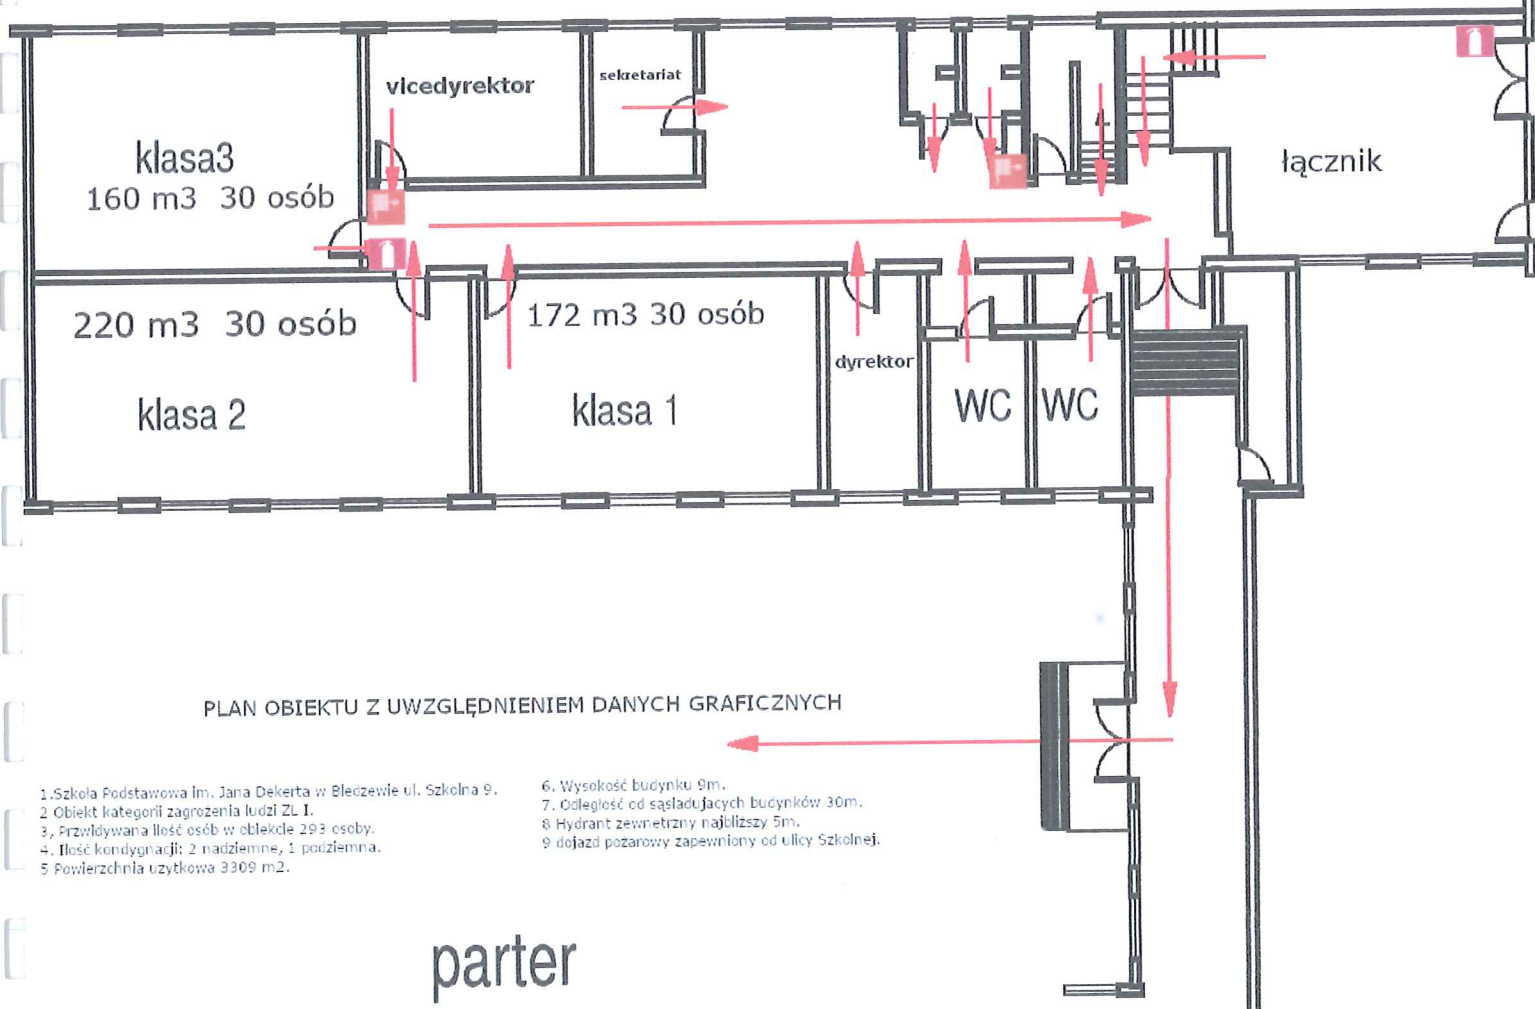 vicedyrektor
sekretariat
klasa3
160 m3 30 osób
łącznik
220 m3 30 osób
172 m3 30 osób
dyrektor
klasa 2
klasa 1
WC
WC
PLAN OBIEKTU Z UWZGLĘDNIENIEM DANYCH GRAFICZNYCH
1.Szkoła Podstawowa im. Jana Dekerta w Bledzewie ul. Szkolna 9.
2 Obiekt kategorii zagrożenia ludzi ZL I.
3, Przwidywana ilość osób w obiekcie 293 osoby.
4. Ilość kondygnacji: 2 nadziemne, 1 podziemna.
5 Powierzchnia uzytkowa 3309 m2.
6. Wysokość budynku 9m.
7. Odległość od sąsiadujacych budynków 30m.
8 Hydrant zewnetrzny najbliższy 5m.
9 dojazd pożarowy zapewniony od ulicy Szkolnej.
parter